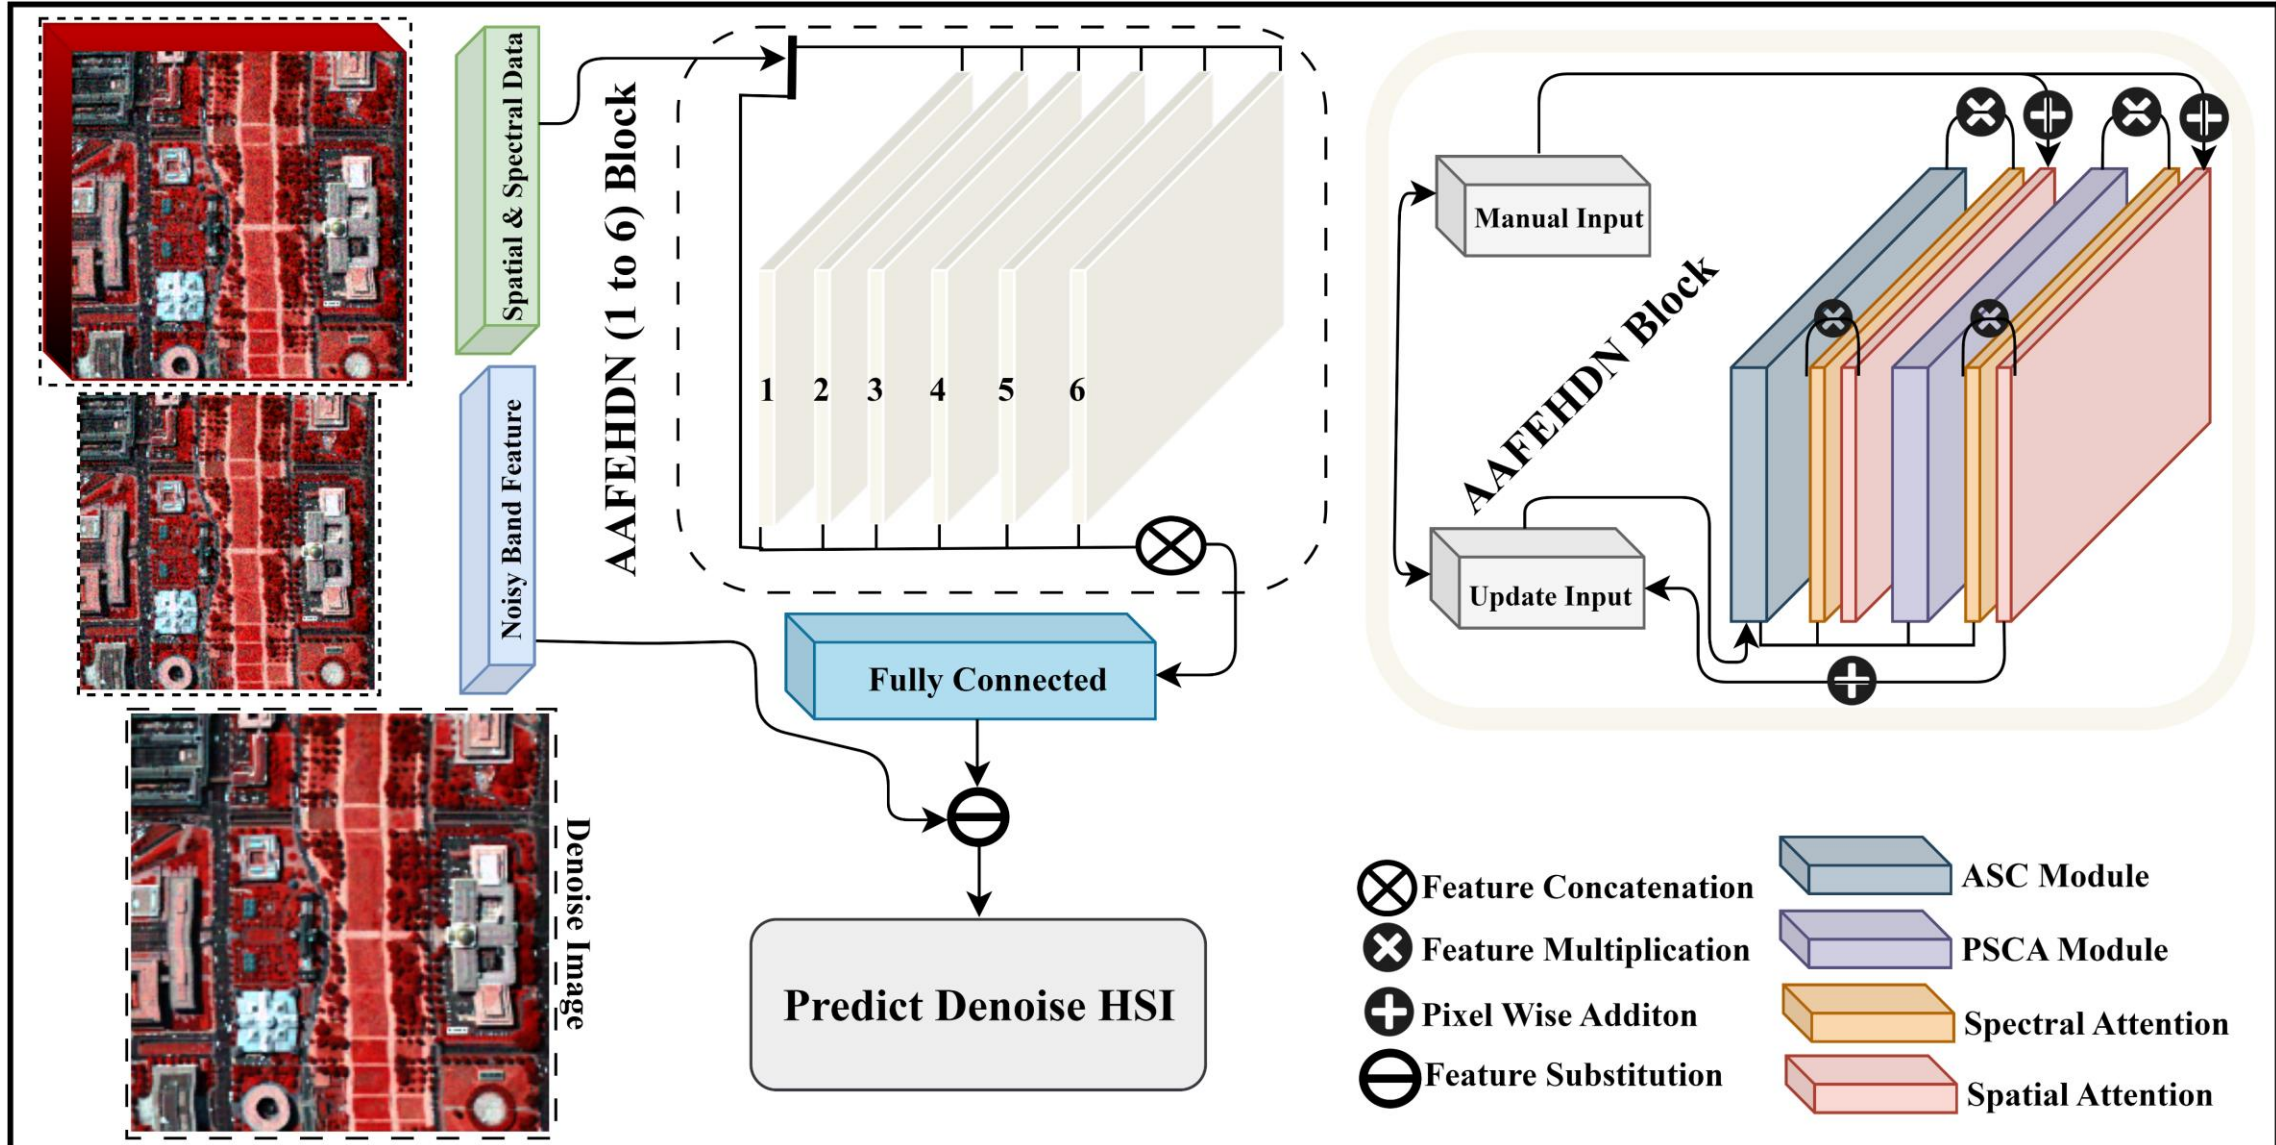 Spatial & Spectral Data
Noisy Band Feature
Denoise Image
AAFEHDN (1 to 6) Block
1
2
3
4
5
6
Fully Connected
Predict Denoise HSI
Manual Input
AAFEHDN Block
Update Input
Feature Concatenation
Feature Multiplication
Pixel Wise Additon
Feature Substitution
ASC Module
PSCA Module
Spectral Attention
Spatial Attention